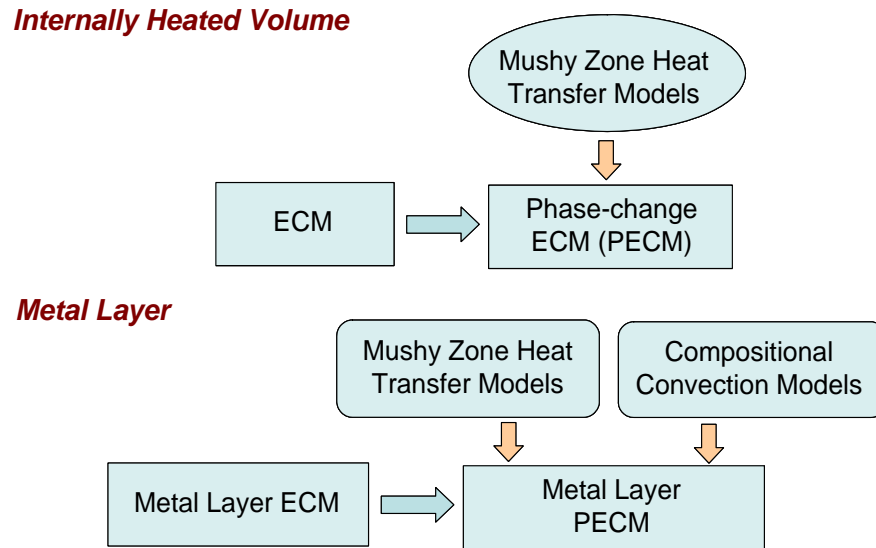 Internally Heated Volume
Mushy Zone Heat
Transfer Models
ECM
Phase-change
ECM (PECM)
Metal Layer
Mushy Zone Heat
Transfer Models
Compositional
Convection Models
Metal Layer ECM
Metal Layer
PECM